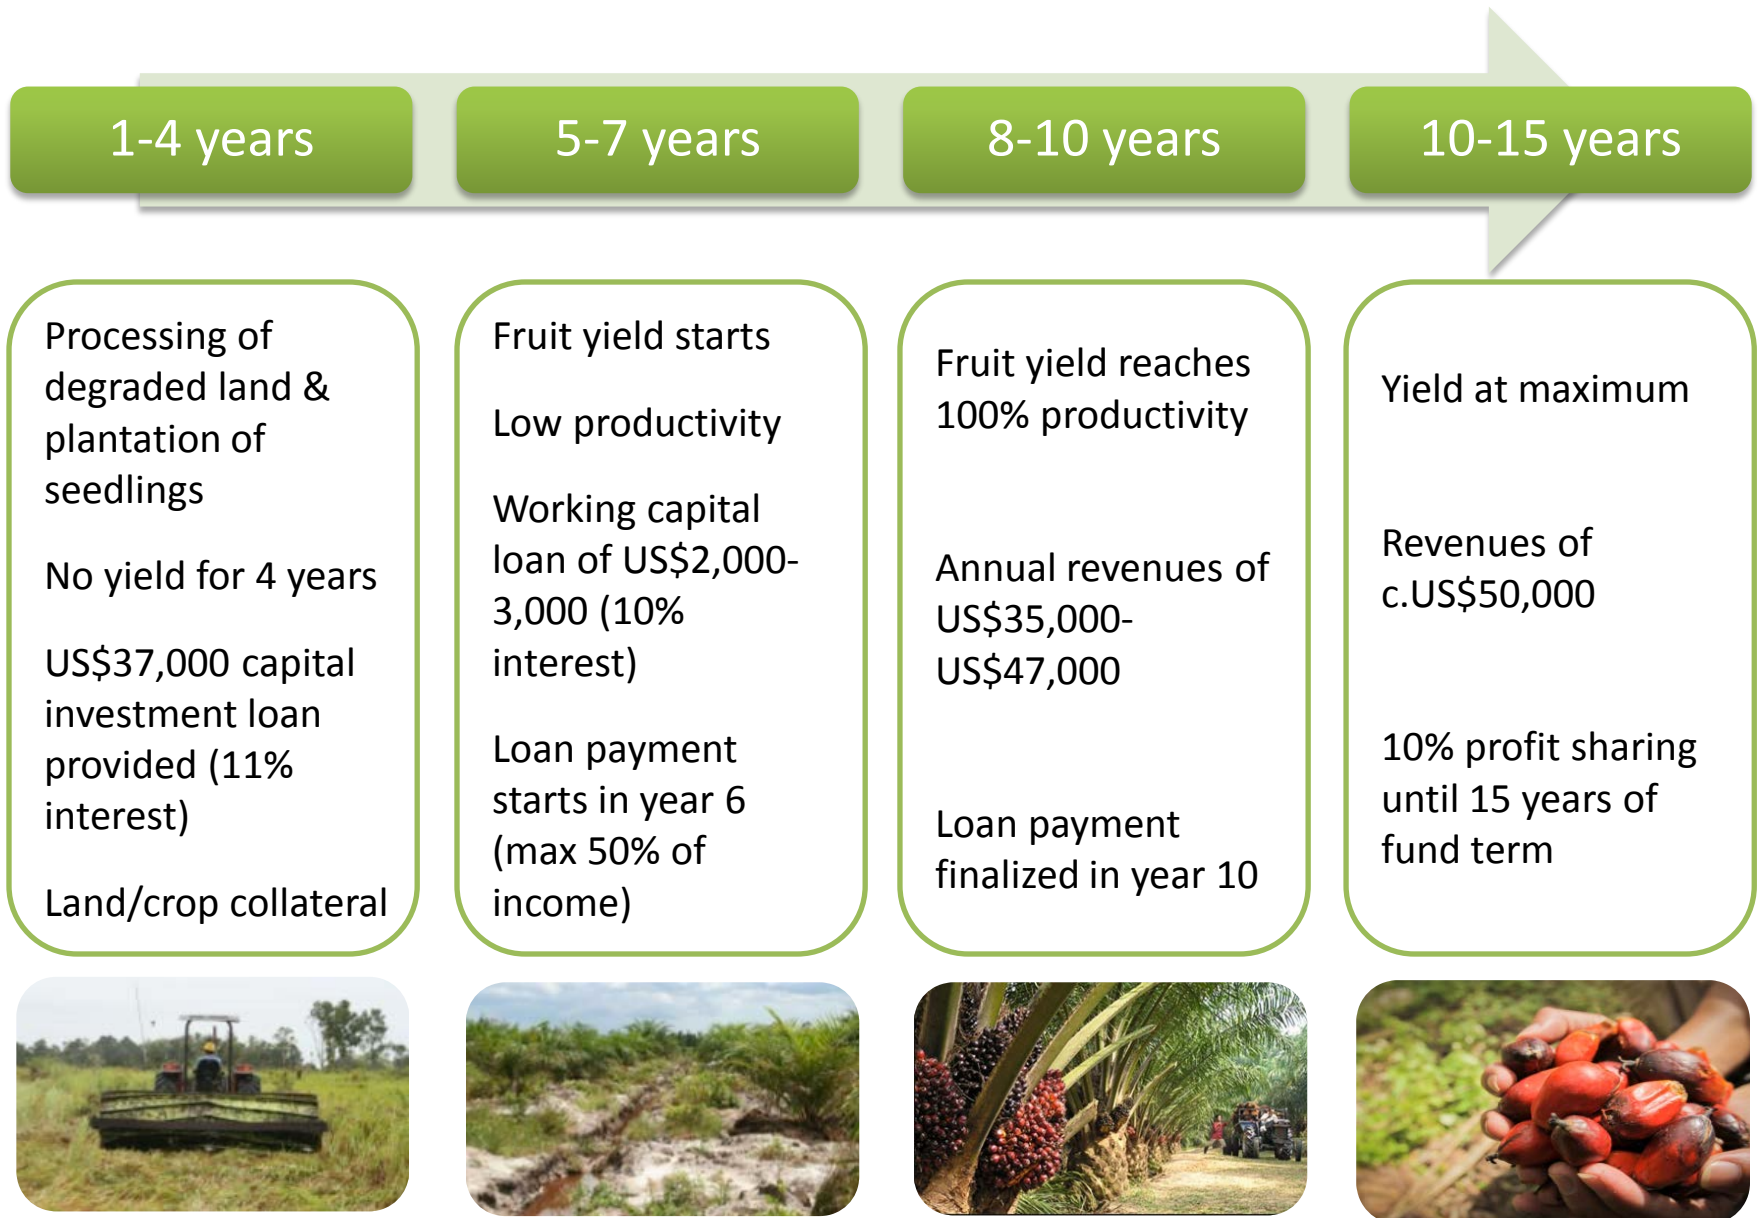 1-4 years
5-7 years
8-10 years
10-15 years
Processing of
degraded land &
plantation of
seedlings
No yield for 4 years
US$37,000 capital
investment loan
provided (11%
interest)
Land/crop collateral
Fruit yield starts
Low productivity
Working capital
loan of US$2,000-
3,000 (10%
interest)
Loan payment
starts in year 6
(max 50% of
income)
Fruit yield reaches
100% productivity
Annual revenues of
US$35,000-
US$47,000
Loan payment
finalized in year 10
Yield at maximum
Revenues of
c.US$50,000
10% profit sharing
until 15 years of
fund term